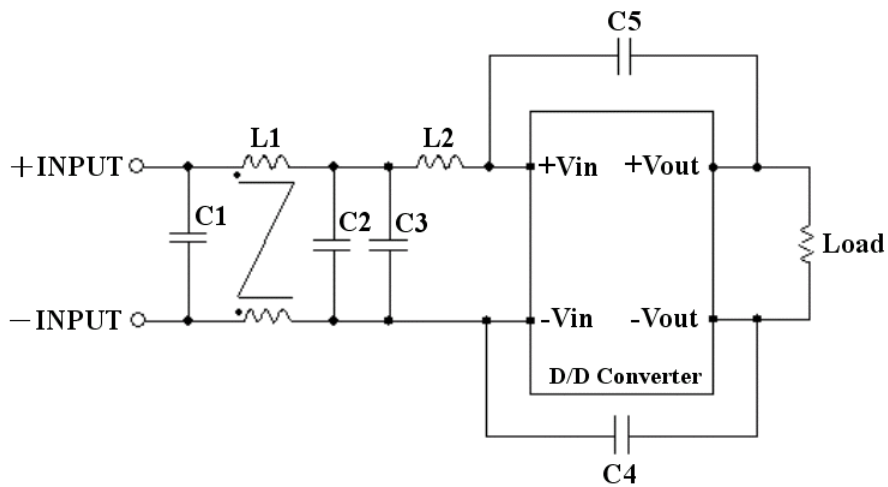 C5
L1
L2
+INPUT
+Vin
+Vout
C1
C2
C3
Load
-INPUT
-Vin
-Vout
D/D Converter
C4